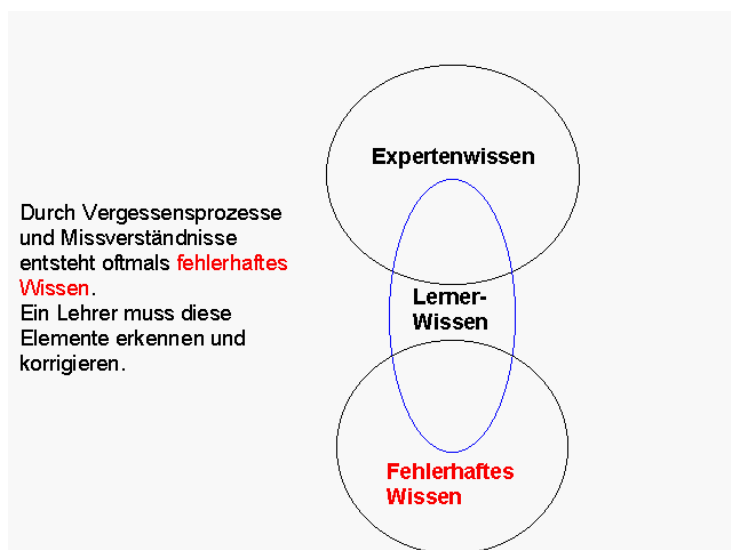 Expertenwissen
Durch Vergessensprozesse
und Missverständnisse
entsteht oftmals fehlerhaftes
Wissen.
Ein Lehrer muss diese
Elemente erkennen und
korrigieren.
Lerner-
Wissen
Fehlerhaftes
Wissen